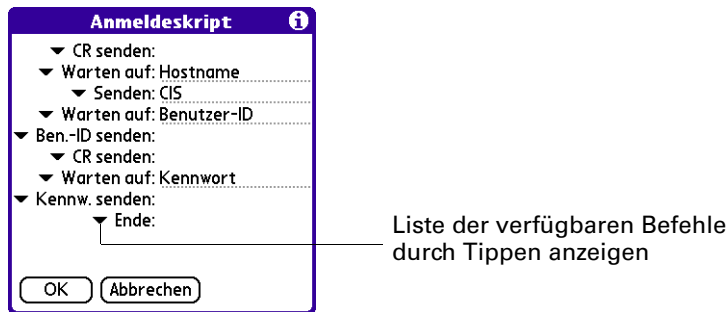 Anmeldeskript
CR senden:
Warten auf: Hostname
Senden: CIS
Warten auf: Benutzer-ID
Ben.-ID senden:
CR senden:
Warten auf: Kennwort
Kennw. senden:
Ende:
Liste der verfügbaren Befehle
durch Tippen anzeigen
OK Abbrechen